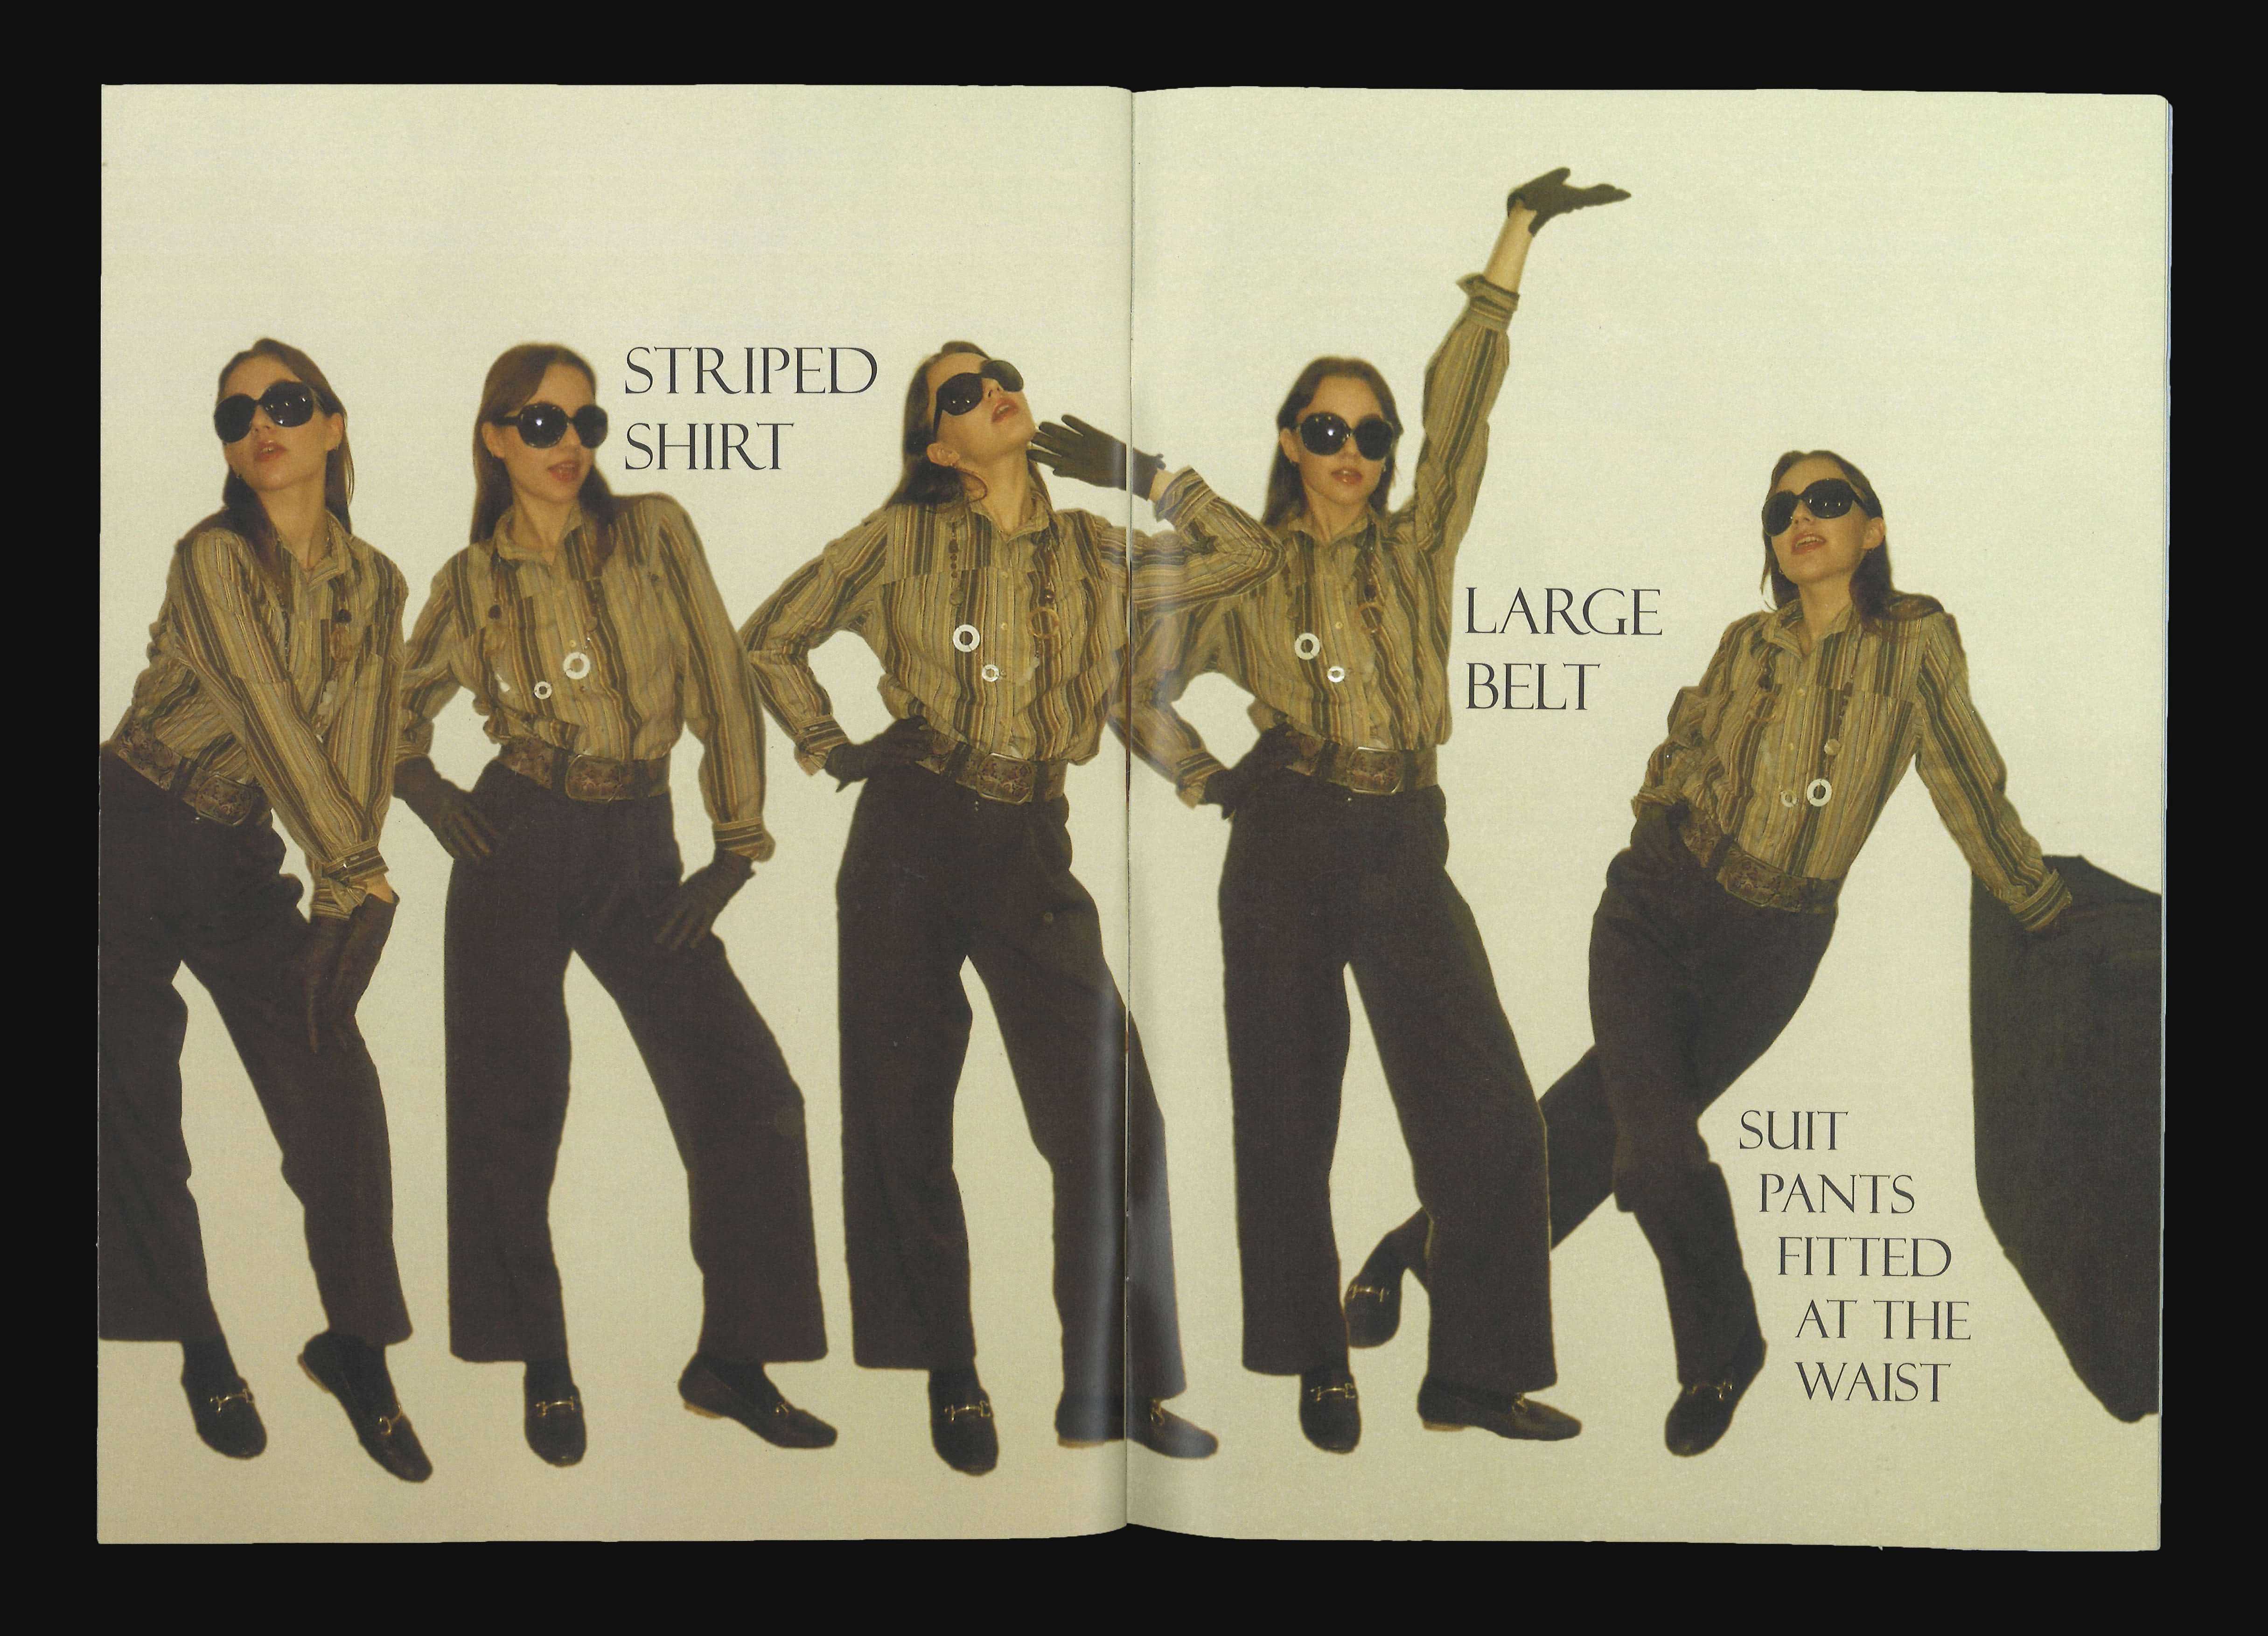 STRIPED
SHIRT
LARGE
BELT
SUIT
PANTS
FITTED
AT THE
WAIST